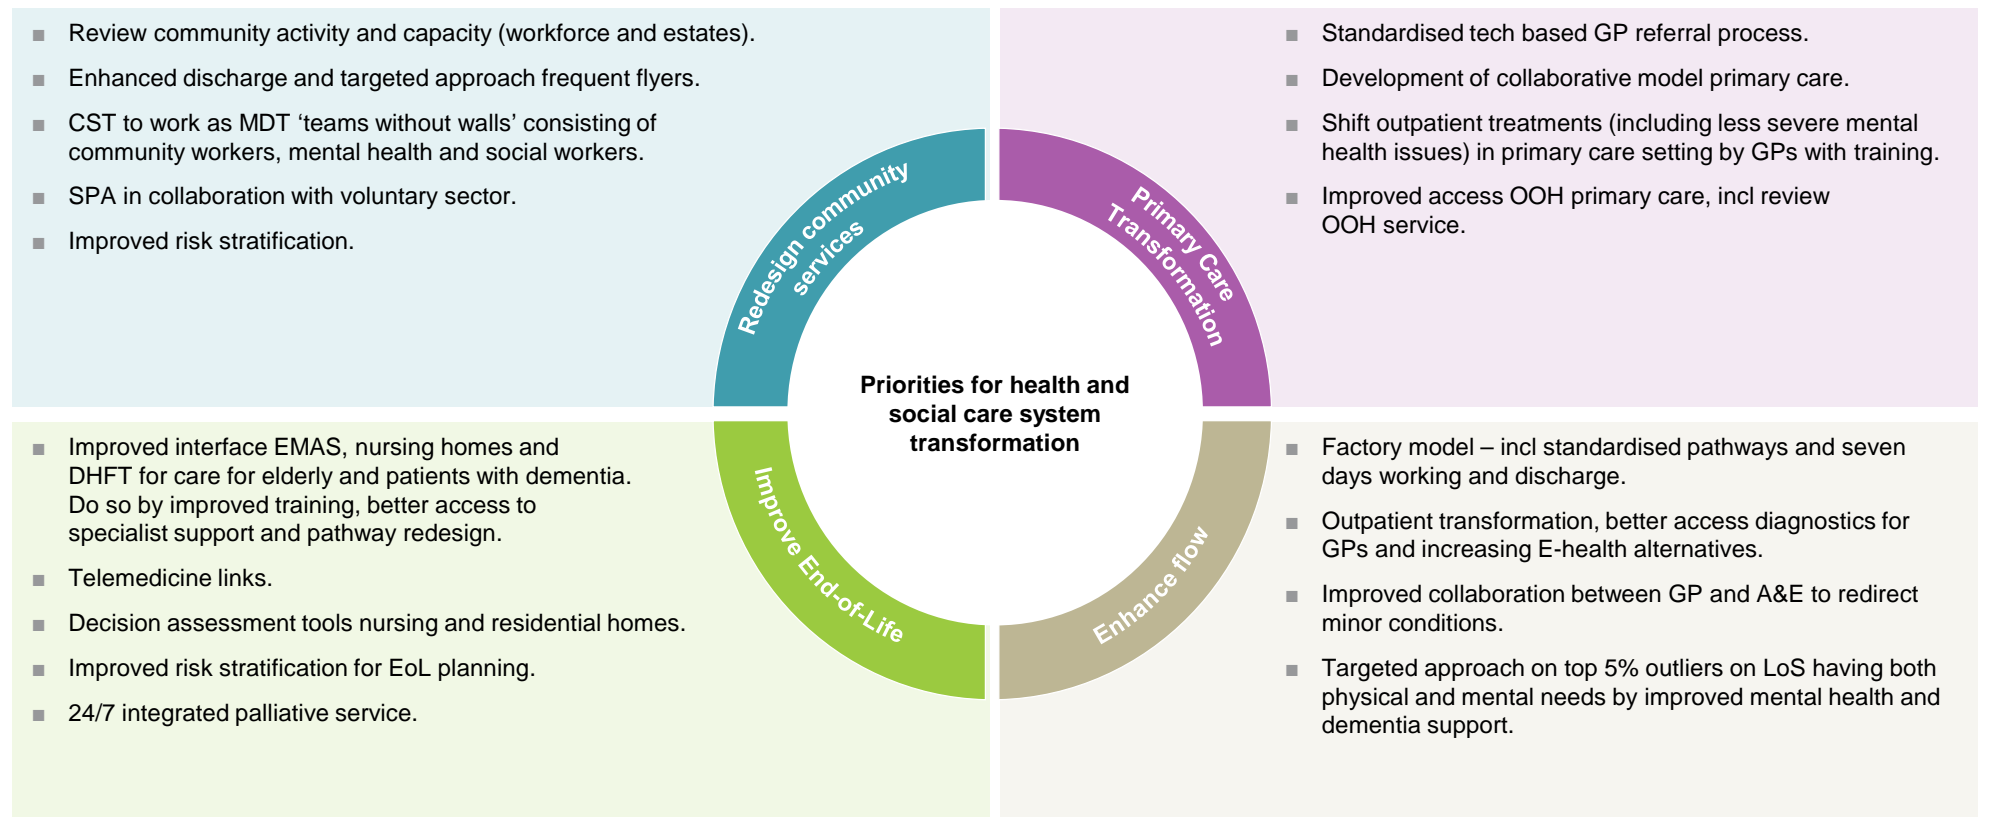 Review community activity and capacity (workforce and estates).
Enhanced discharge and targeted approach frequent flyers.
CST to work as MDT ‘teams without walls’ consisting of
community workers, mental health and social workers.
SPA in collaboration with voluntary sector.
Improved risk stratification.
Standardised tech based GP referral process.
Development of collaborative model primary care.
Shift outpatient treatments (including less severe mental
health issues) in primary care setting by GPs with training.
Improved access OOH primary care, incl review
OOH service.
Redesign community
services
Primary Care
Transformation
Priorities for health and
social care system
transformation
Improve End-of-Life
Enhance flow
Improved interface EMAS, nursing homes and
DHFT for care for elderly and patients with dementia.
Do so by improved training, better access to
specialist support and pathway redesign.
Telemedicine links.
Decision assessment tools nursing and residential homes.
Improved risk stratification for EoL planning.
24/7 integrated palliative service.
Factory model – incl standardised pathways and seven
days working and discharge.
Outpatient transformation, better access diagnostics for
GPs and increasing E-health alternatives.
Improved collaboration between GP and A&E to redirect
minor conditions.
Targeted approach on top 5% outliers on LoS having both
physical and mental needs by improved mental health and
dementia support.